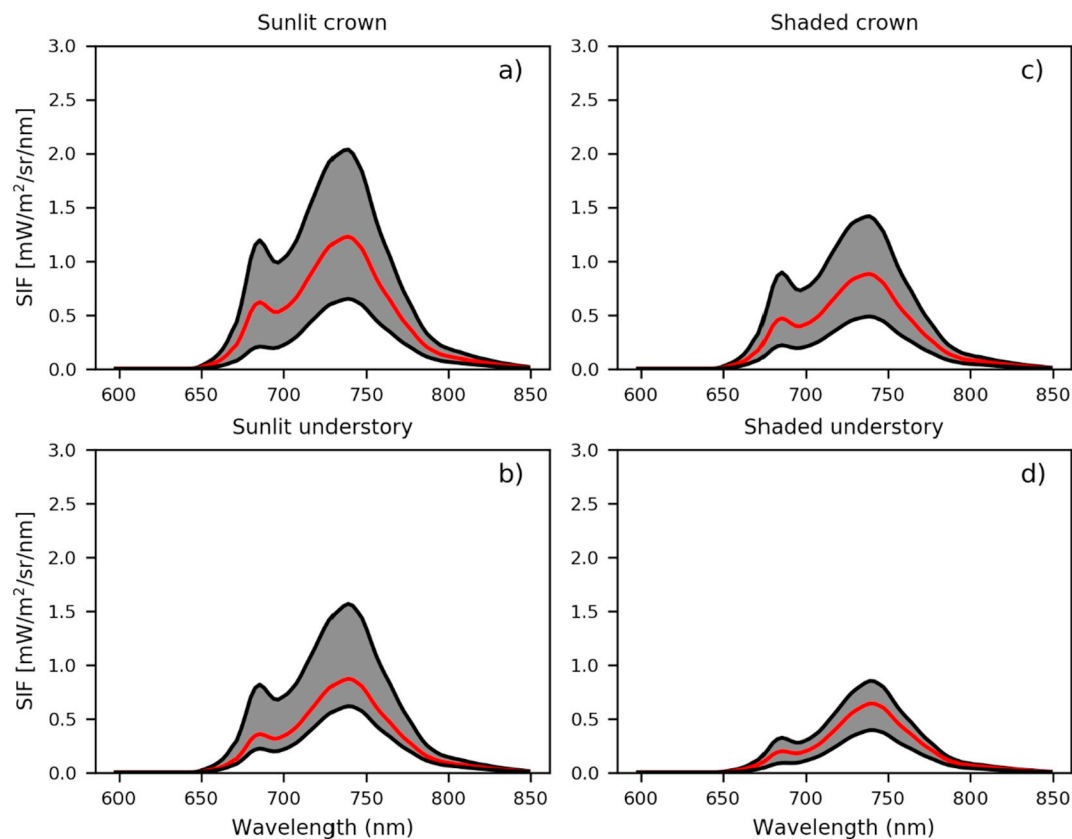 Sunlit crown
a)
3.0
2.5
2.0
1.5
1.0
0.5
0.0
SIF [mW/m²/sr/nm]
600 650 700 750 800 850
Shaded crown
c)
3.0
2.5
2.0
1.5
1.0
0.5
0.0
600 650 700 750 800 850
Sunlit understory
b)
3.0
2.5
2.0
1.5
1.0
0.5
0.0
SIF [mW/m²/sr/nm]
600 650 700 750 800 850
Wavelength (nm)
Shaded understory
d)
3.0
2.5
2.0
1.5
1.0
0.5
0.0
600 650 700 750 800 850
Wavelength (nm)